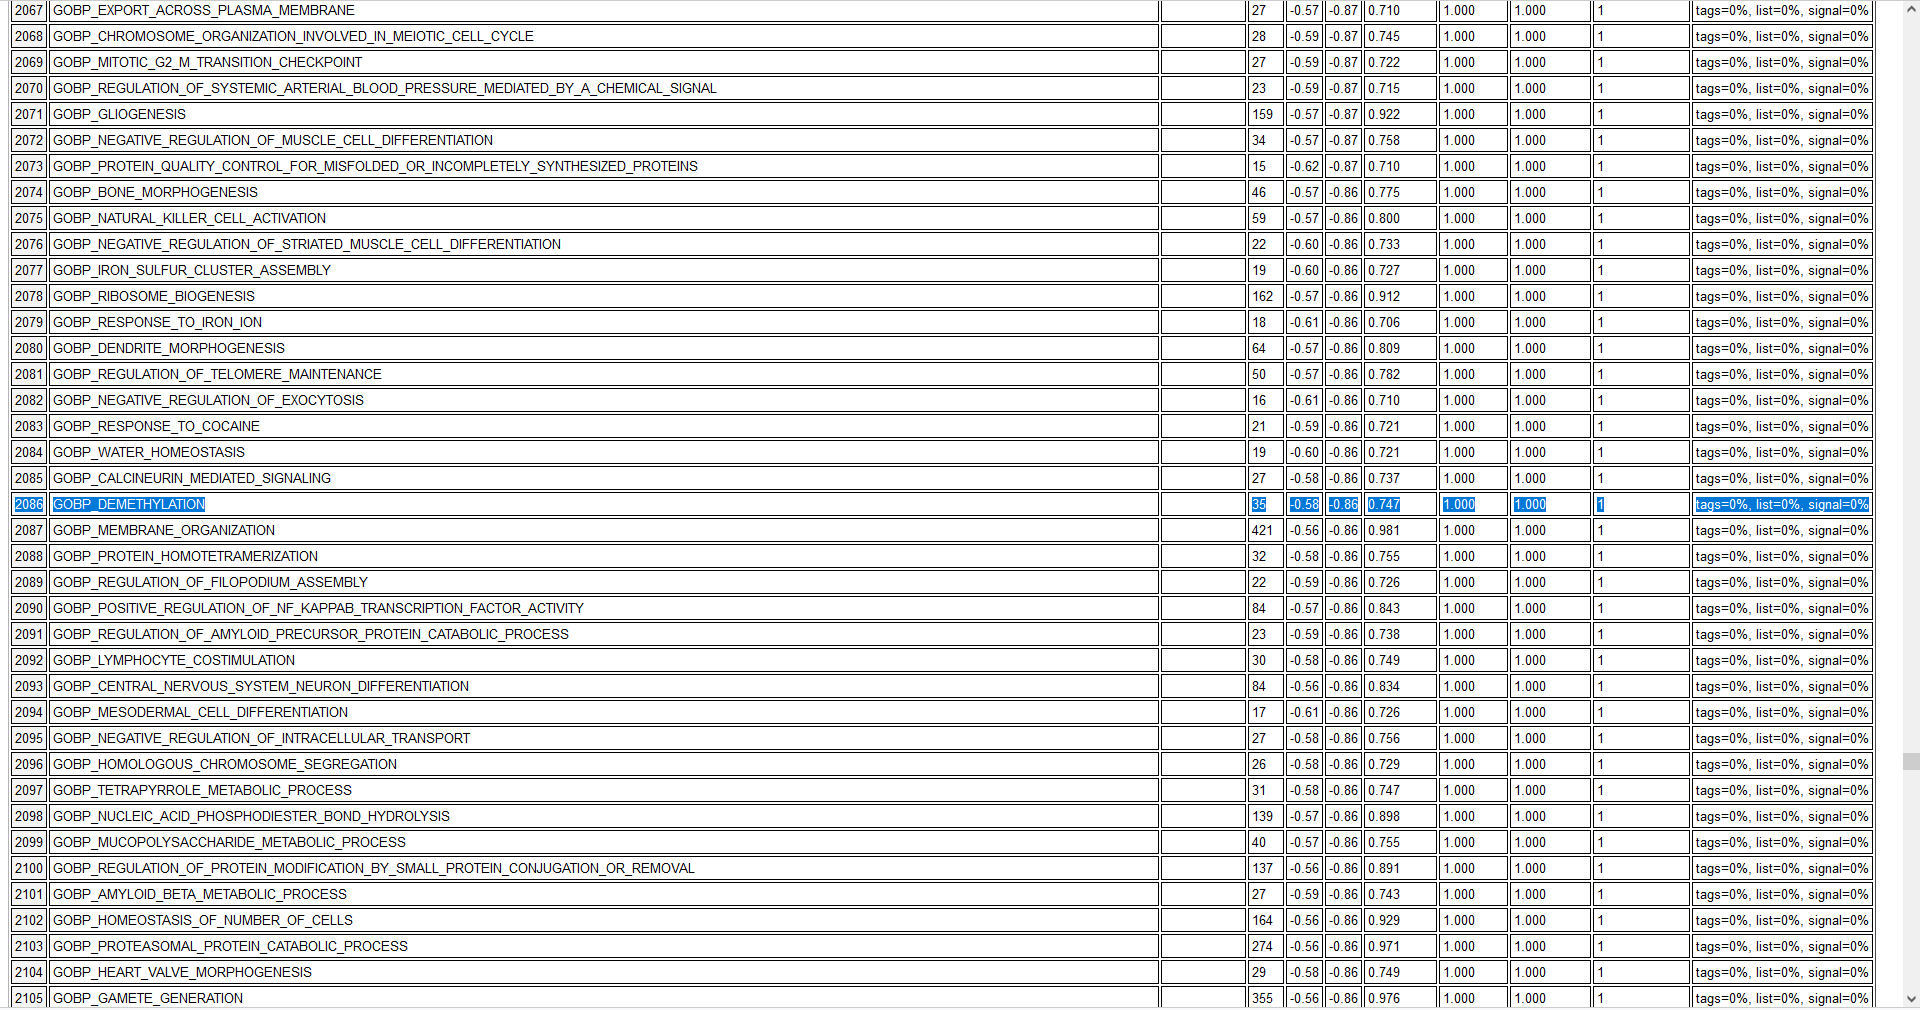 2067 GOBP_EXPORT_ACROSS_PLASMA_MEMBRANE 27 -0.57 -0.87 0.710 1.000 1.000 1 tags=0%, list=0%, signal=0%
2068 GOBP_CHROMOSOME_ORGANIZATION_INVOLVED_IN_MEIOTIC_CELL_CYCLE 28 -0.59 -0.87 0.745 1.000 1.000 1 tags=0%, list=0%, signal=0%
2069 GOBP_MITOTIC_G2_M_TRANSITION_CHECKPOINT 27 -0.59 -0.87 0.722 1.000 1.000 1 tags=0%, list=0%, signal=0%
2070 GOBP_REGULATION_OF_SYSTEMIC_ARTERIAL_BLOOD_PRESSURE_MEDIATED_BY_A_CHEMICAL_SIGNAL 23 -0.59 -0.87 0.715 1.000 1.000 1 tags=0%, list=0%, signal=0%
2071 GOBP_GLIOGENESIS 159 -0.57 -0.87 0.922 1.000 1.000 1 tags=0%, list=0%, signal=0%
2072 GOBP_NEGATIVE_REGULATION_OF_MUSCLE_CELL_DIFFERENTIATION 34 -0.57 -0.87 0.758 1.000 1.000 1 tags=0%, list=0%, signal=0%
2073 GOBP_PROTEIN_QUALITY_CONTROL_FOR_MISFOLDED_OR_INCOMPLETELY_SYNTHESIZED_PROTEINS 15 -0.62 -0.87 0.710 1.000 1.000 1 tags=0%, list=0%, signal=0%
2074 GOBP_BONE_MORPHOGENESIS 46 -0.57 -0.86 0.775 1.000 1.000 1 tags=0%, list=0%, signal=0%
2075 GOBP_NATURAL_KILLER_CELL_ACTIVATION 59 -0.57 -0.86 0.800 1.000 1.000 1 tags=0%, list=0%, signal=0%
2076 GOBP_NEGATIVE_REGULATION_OF_STRIATED_MUSCLE_CELL_DIFFERENTIATION 22 -0.60 -0.86 0.733 1.000 1.000 1 tags=0%, list=0%, signal=0%
2077 GOBP_IRON_SULFUR_CLUSTER_ASSEMBLY 19 -0.60 -0.86 0.727 1.000 1.000 1 tags=0%, list=0%, signal=0%
2078 GOBP_RIBOSOME_BIOGENESIS 162 -0.57 -0.86 0.912 1.000 1.000 1 tags=0%, list=0%, signal=0%
2079 GOBP_RESPONSE_TO_IRON_ION 18 -0.61 -0.86 0.706 1.000 1.000 1 tags=0%, list=0%, signal=0%
2080 GOBP_DENDRITE_MORPHOGENESIS 64 -0.57 -0.86 0.809 1.000 1.000 1 tags=0%, list=0%, signal=0%
2081 GOBP_REGULATION_OF_TELOMERE_MAINTENANCE 50 -0.57 -0.86 0.782 1.000 1.000 1 tags=0%, list=0%, signal=0%
2082 GOBP_NEGATIVE_REGULATION_OF_EXOCYTOSIS 16 -0.61 -0.86 0.710 1.000 1.000 1 tags=0%, list=0%, signal=0%
2083 GOBP_RESPONSE_TO_COCAINE 21 -0.59 -0.86 0.721 1.000 1.000 1 tags=0%, list=0%, signal=0%
2084 GOBP_WATER_HOMEOSTASIS 19 -0.60 -0.86 0.721 1.000 1.000 1 tags=0%, list=0%, signal=0%
2085 GOBP_CALCINEURIN_MEDIATED_SIGNALING 27 -0.58 -0.86 0.737 1.000 1.000 1 tags=0%, list=0%, signal=0%
2086 GOBP_DEMETHYLATION 35 -0.58 -0.86 0.747 1.000 1.000 1 tags=0%, list=0%, signal=0%
2087 GOBP_MEMBRANE_ORGANIZATION 421 -0.56 -0.86 0.981 1.000 1.000 1 tags=0%, list=0%, signal=0%
2088 GOBP_PROTEIN_HOMOTETRAMERIZATION 32 -0.58 -0.86 0.755 1.000 1.000 1 tags=0%, list=0%, signal=0%
2089 GOBP_REGULATION_OF_FILOPODIUM_ASSEMBLY 22 -0.59 -0.86 0.726 1.000 1.000 1 tags=0%, list=0%, signal=0%
2090 GOBP_POSITIVE_REGULATION_OF_NF_KAPPAB_TRANSCRIPTION_FACTOR_ACTIVITY 84 -0.57 -0.86 0.843 1.000 1.000 1 tags=0%, list=0%, signal=0%
2091 GOBP_REGULATION_OF_AMYLOID_PRECURSOR_PROTEIN_CATABOLIC_PROCESS 23 -0.59 -0.86 0.738 1.000 1.000 1 tags=0%, list=0%, signal=0%
2092 GOBP_LYMPHOCYTE_COSTIMULATION 30 -0.58 -0.86 0.749 1.000 1.000 1 tags=0%, list=0%, signal=0%
2093 GOBP_CENTRAL_NERVOUS_SYSTEM_NEURON_DIFFERENTIATION 84 -0.56 -0.86 0.834 1.000 1.000 1 tags=0%, list=0%, signal=0%
2094 GOBP_MESODERMAL_CELL_DIFFERENTIATION 17 -0.61 -0.86 0.726 1.000 1.000 1 tags=0%, list=0%, signal=0%
2095 GOBP_NEGATIVE_REGULATION_OF_INTRACELLULAR_TRANSPORT 27 -0.58 -0.86 0.756 1.000 1.000 1 tags=0%, list=0%, signal=0%
2096 GOBP_HOMOLOGOUS_CHROMOSOME_SEGREGATION 26 -0.58 -0.86 0.729 1.000 1.000 1 tags=0%, list=0%, signal=0%
2097 GOBP_TETRAPYRROLE_METABOLIC_PROCESS 31 -0.58 -0.86 0.747 1.000 1.000 1 tags=0%, list=0%, signal=0%
2098 GOBP_NUCLEIC_ACID_PHOSPHODIESTER_BOND_HYDROLYSIS 139 -0.57 -0.86 0.898 1.000 1.000 1 tags=0%, list=0%, signal=0%
2099 GOBP_MUCOPOLYSACCHARIDE_METABOLIC_PROCESS 40 -0.57 -0.86 0.755 1.000 1.000 1 tags=0%, list=0%, signal=0%
2100 GOBP_REGULATION_OF_PROTEIN_MODIFICATION_BY_SMALL_PROTEIN_CONJUGATION_OR_REMOVAL 137 -0.56 -0.86 0.891 1.000 1.000 1 tags=0%, list=0%, signal=0%
2101 GOBP_AMYLOID_BETA_METABOLIC_PROCESS 27 -0.59 -0.86 0.743 1.000 1.000 1 tags=0%, list=0%, signal=0%
2102 GOBP_HOMEOSTASIS_OF_NUMBER_OF_CELLS 164 -0.56 -0.86 0.929 1.000 1.000 1 tags=0%, list=0%, signal=0%
2103 GOBP_PROTEASOMAL_PROTEIN_CATABOLIC_PROCESS 274 -0.56 -0.86 0.971 1.000 1.000 1 tags=0%, list=0%, signal=0%
2104 GOBP_HEART_VALVE_MORPHOGENESIS 29 -0.58 -0.86 0.749 1.000 1.000 1 tags=0%, list=0%, signal=0%
2105 GOBP_GAMETE_GENERATION 355 -0.56 -0.86 0.976 1.000 1.000 1 tags=0%, list=0%, signal=0%